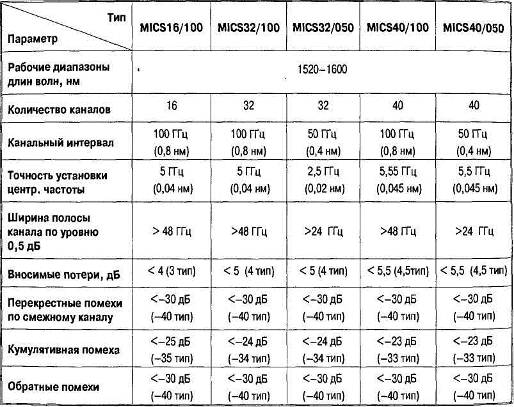 Тип
Параметр
MICS16/100 MICS32/100 MICS32/050 MICS40/100 MICS40/050
Рабочие диапазоны
длин волн, нм
1520–1600
Количество каналов 16 32 32 40 40
Канальный интервал
100 ГГц 100 ГГц 50 ГГц 100 ГГц 50 ГГц
(0,8 нм) (0,8 нм) (0,4 нм) (0,8 нм) (0,4 нм)
Точность установки 5 ГГц 5 ГГц 2,5 ГГц 5,55 ГГц 5,5 ГГц
центр. частоты (0,04 нм) (0,04 нм) (0,02 нм) (0,045 нм) (0,045 нм)
Ширина полосы
канала по уровню > 48 ГГц >48 ГГц >24 ГГц >48 ГГц >24 ГГц
0,5 дБ
Вносимые потери, дБ < 4 (3 тип) < 5 (4 тип) < 5 (4 тип) < 5,5 (4,5тип) < 5,5 (4,5 тип)
Перекрестные помехи <–30 дБ <–30 дБ <–30 дБ <–30 дБ <–30 дБ
по смежному каналу (–40 тип) (–40 тип) (–40 тип) (–40 тип) (–40 тип)
Кумулятивная помеха
<–25 дБ <–24 дБ <–24 дБ <–23 дБ <–23 дБ
(–35 тип) (–34 тип) (–34 тип) (–33 тип) (–33 тип)
Обратные помехи
<–30 дБ <–30 дБ <–30 дБ <–30 дБ <–30 дБ
(–40 тип) (–40 тип) (–40 тип) (–40 тип) (–40 тип)